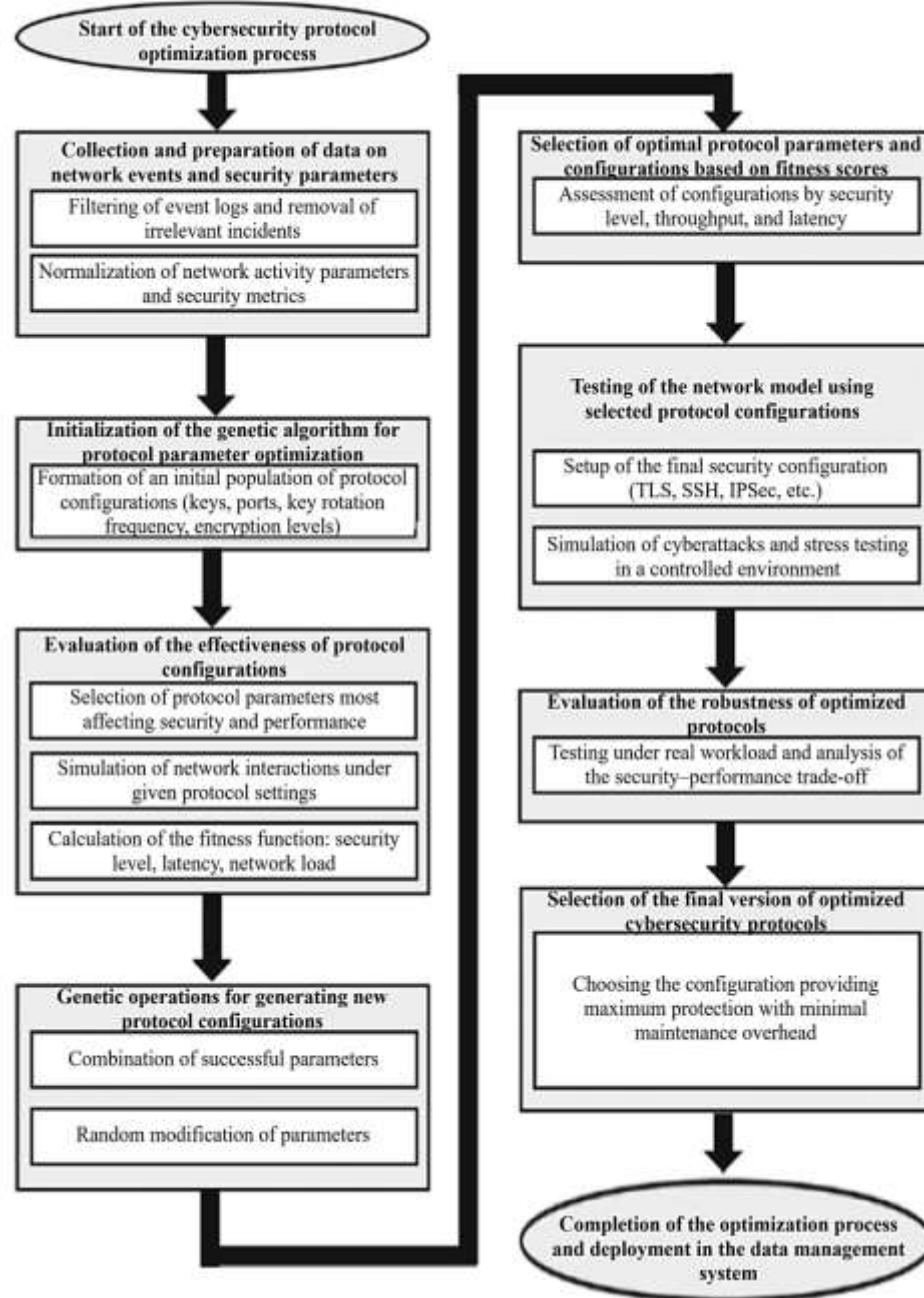 Start of the cybersecurity protocol
optimization process
Collection and preparation of data on
network events and security parameters
Filtering of event logs and removal of
irrelevant incidents
Normalization of network activity parameters
and security metrics
Initialization of the genetic algorithm for
protocol parameter optimization
Formation of an initial population of protocol
configurations (keys, ports, key rotation
frequency, encryption levels)
Evaluation of the effectiveness of protocol
configurations
Selection of protocol parameters most
affecting security and performance
Simulation of network interactions under
given protocol settings
Calculation of the fitness function: security
level, latency, network load
Genetic operations for generating new
protocol configurations
Combination of successful parameters
Random modification of parameters
Selection of optimal protocol parameters and
configurations based on fitness scores
Assessment of configurations by security
level, throughput, and latency
Testing of the network model using
selected protocol configurations
Setup of the final security configuration
(TLS, SSH, IPSec, etc.)
Simulation of cyberattacks and stress testing
in a controlled environment
Evaluation of the robustness of optimized
protocols
Testing under real workload and analysis of
the security–performance trade-off
Selection of the final version of optimized
cybersecurity protocols
Choosing the configuration providing
maximum protection with minimal
maintenance overhead
Completion of the optimization process
and deployment in the data management
system